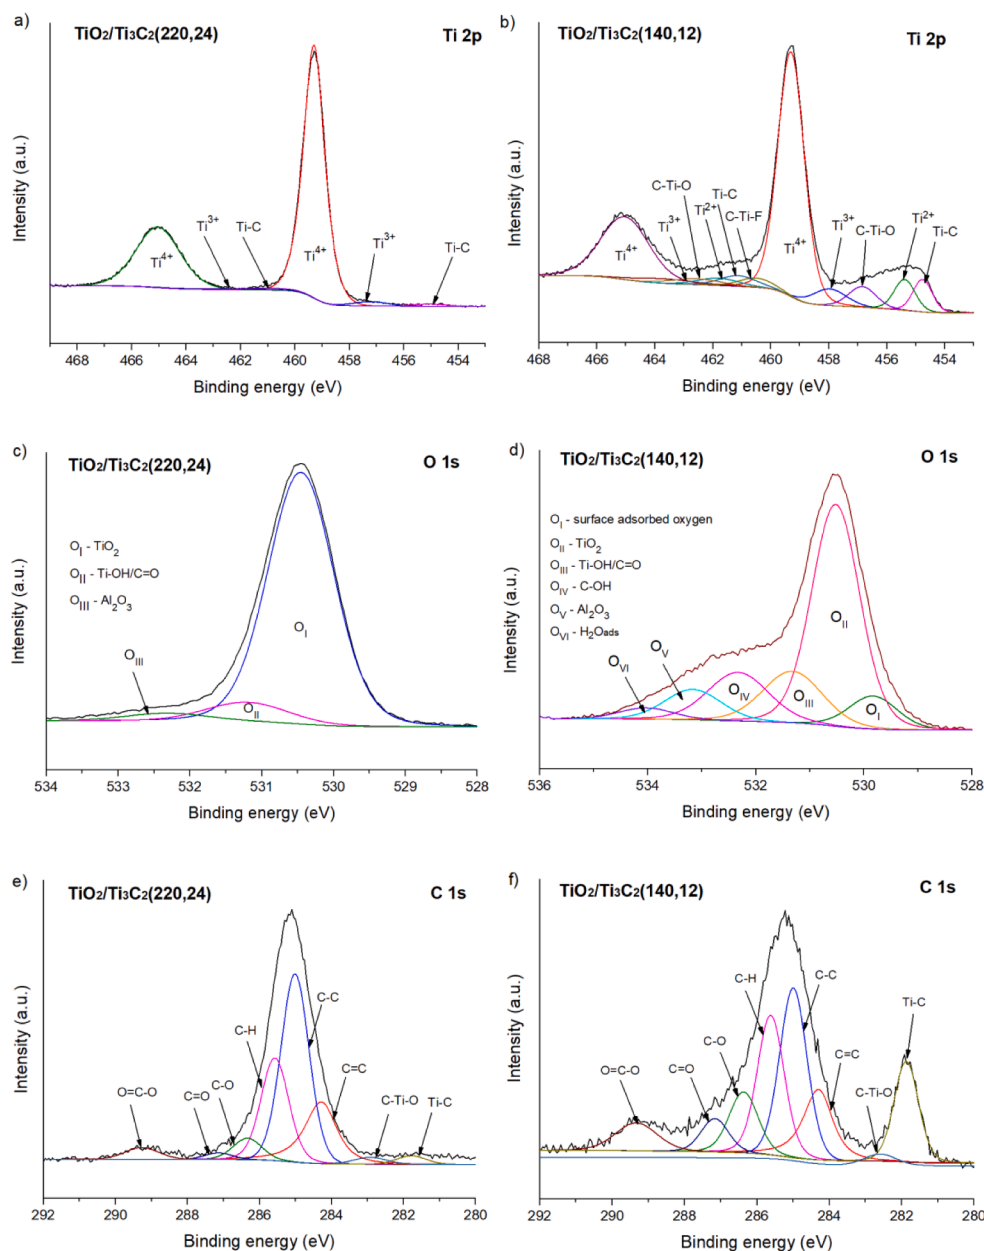 a)
TiO2/Ti3C2(220,24)
Ti 2p
Intensity (a.u.)
Ti4+
Ti3+
Ti-C
Ti4+
Ti3+
Ti-C
468 466 464 462 460 458 456 454
Binding energy (eV)
b)
TiO2/Ti3C2(140,12)
Ti 2p
Intensity (a.u.)
Ti4+
Ti3+
C-Ti-O
Ti2+
Ti-C
C-Ti-F
Ti4+
Ti3+
C-Ti-O
Ti2+
Ti-C
468 466 464 462 460 458 456 454
Binding energy (eV)
c)
TiO2/Ti3C2(220,24)
O 1s
Intensity (a.u.)
OI - TiO2
OII - Ti-OH/C=O
OIII - Al2O3
OIII
OII
OI
534 533 532 531 530 529 528
Binding energy (eV)
d)
TiO2/Ti3C2(140,12)
O 1s
Intensity (a.u.)
OI - surface adsorbed oxygen
OII - TiO2
OIII - Ti-OH/C=O
OIV - C-OH
OV - Al2O3
OVI - H2Oads
OVI
OV
OIV
OIII
OII
OI
536 534 532 530 528
Binding energy (eV)
e)
TiO2/Ti3C2(220,24)
C 1s
Intensity (a.u.)
O=C-O
C=O
C-O
C-H
C-C
C=C
C-Ti-O
Ti-C
292 290 288 286 284 282 280
Binding energy (eV)
f)
TiO2/Ti3C2(140,12)
C 1s
Intensity (a.u.)
O=C-O
C=O
C-O
C-H
C-C
C=C
C-Ti-O
Ti-C
292 290 288 286 284 282 280
Binding energy (eV)